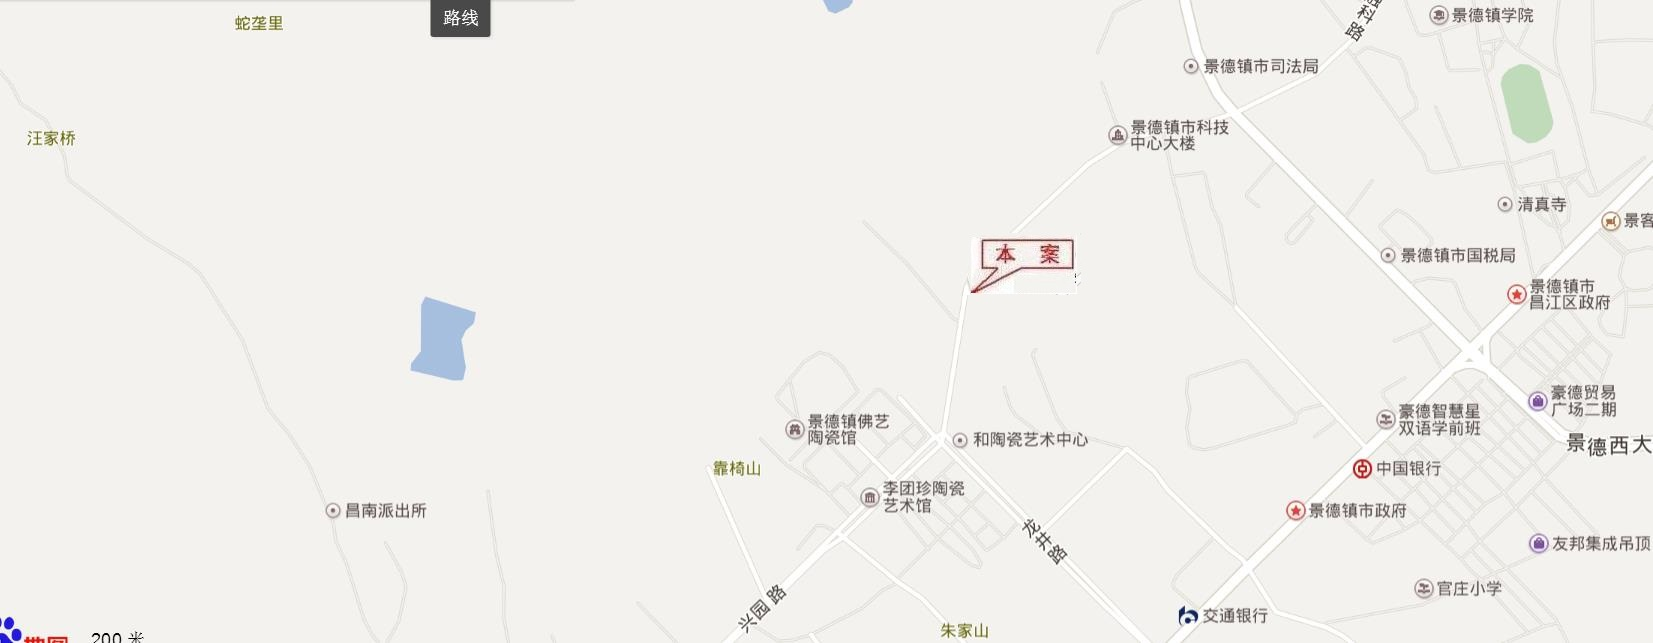 路线
蛇垄里
景德镇学院
景德镇市司法局
景德镇市科技
中心大楼
汪家桥
清真寺
景客
本 案
景德镇市国税局
景德镇市
昌江区政府
豪德贸易
广场二期
豪德智慧星
双语学前班
景德西大
景德镇佛艺
陶瓷馆
和陶瓷艺术中心
靠椅山
中国银行
李团珍陶瓷
艺术馆
昌南派出所
景德镇市政府
龙井路
友邦集成吊顶
官庄小学
兴园路
交通银行
朱家山
200 米